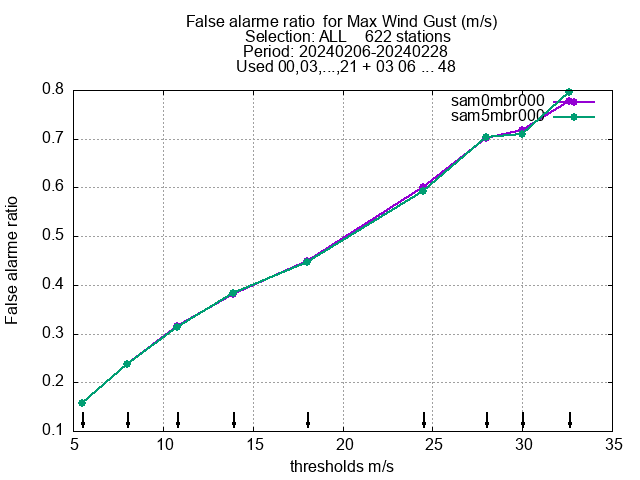 False alarme ratio  for Max Wind Gust (m/s)
Selection: ALL    622 stations
Period: 20240206-20240228
Used 00,03,...,21 + 03 06 ... 48
sam0mbr000
sam5mbr000
0.8
0.7
0.6
0.5
0.4
0.3
0.2
0.1
False alarme ratio
5 10 15 20 25 30 35
thresholds m/s